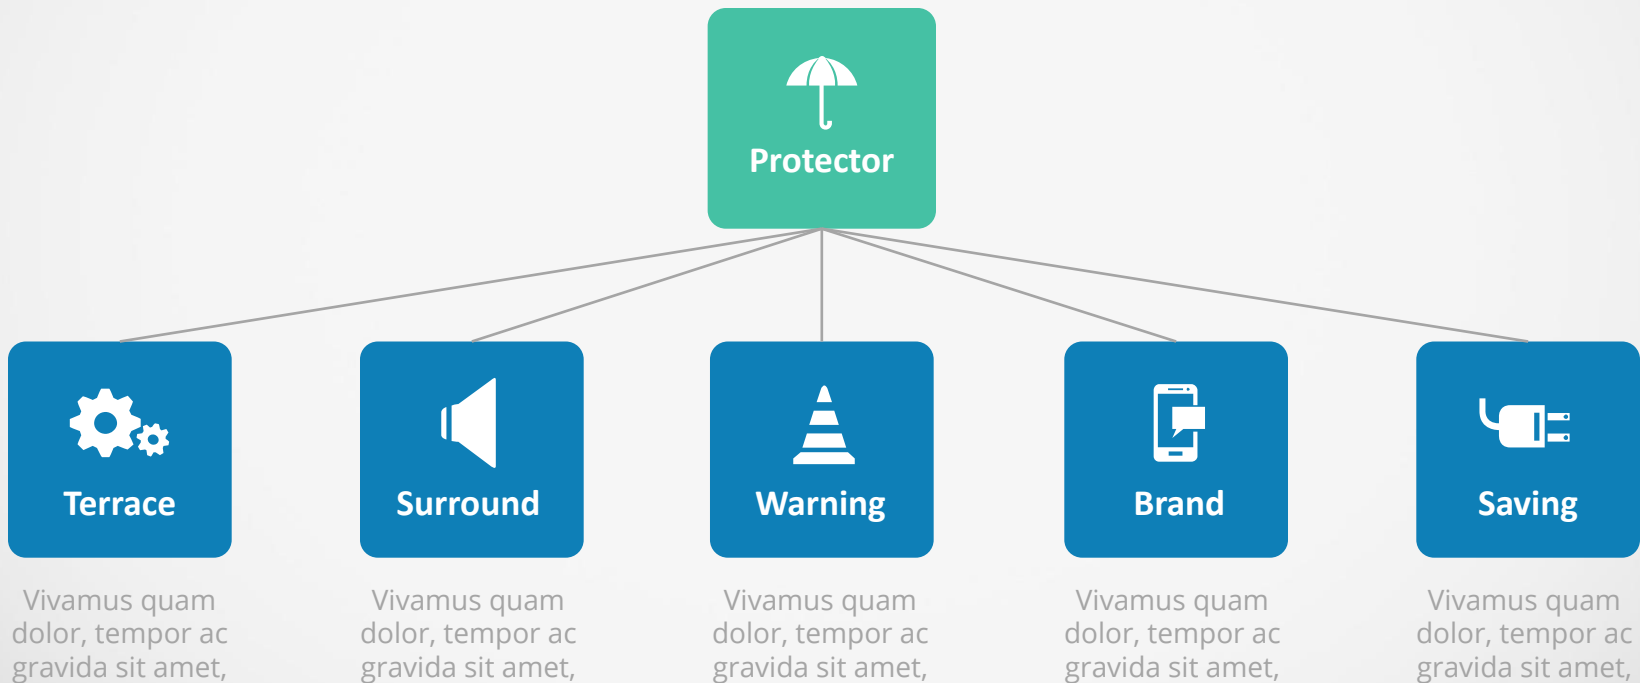 Protector
Terrace
Surround
Warning
Brand
Saving
Vivamus quam
dolor, tempor ac
gravida sit amet,
Vivamus quam
dolor, tempor ac
gravida sit amet,
Vivamus quam
dolor, tempor ac
gravida sit amet,
Vivamus quam
dolor, tempor ac
gravida sit amet,
Vivamus quam
dolor, tempor ac
gravida sit amet,